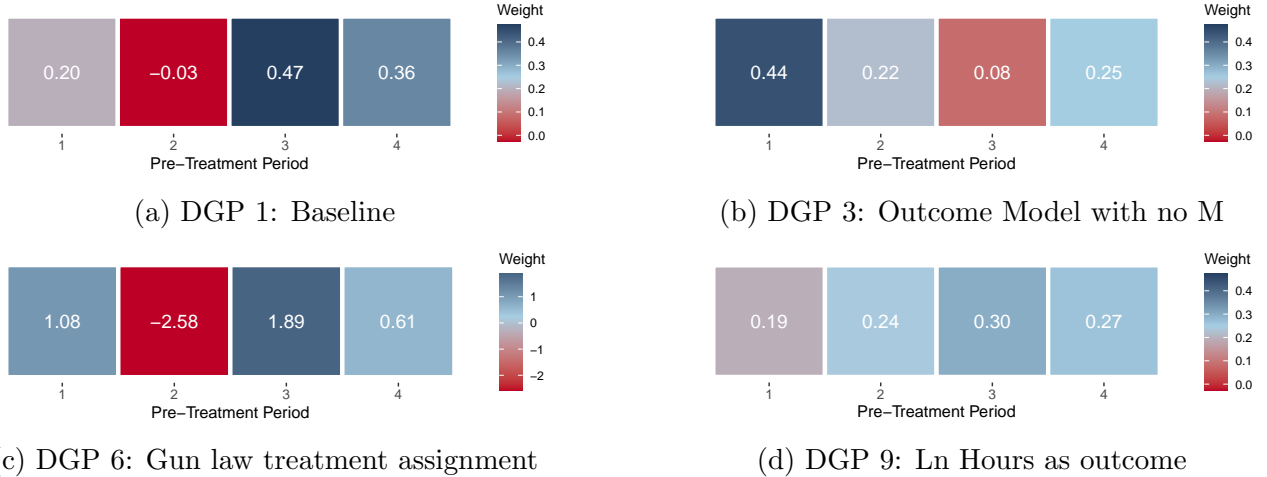 Weight
0.20 −0.03 0.47 0.36
0.4
0.3
0.2
0.1
0.0
1 2 3 4
Pre−Treatment Period
(a) DGP 1: Baseline
Weight
0.44 0.22 0.08 0.25
0.4
0.3
0.2
0.1
0.0
1 2 3 4
Pre−Treatment Period
(b) DGP 3: Outcome Model with no M
Weight
1.08 −2.58 1.89 0.61
1
0
−1
−2
1 2 3 4
Pre−Treatment Period
c) DGP 6: Gun law treatment assignment
Weight
0.19 0.24 0.30 0.27
0.4
0.3
0.2
0.1
0.0
1 2 3 4
Pre−Treatment Period
(d) DGP 9: Ln Hours as outcome